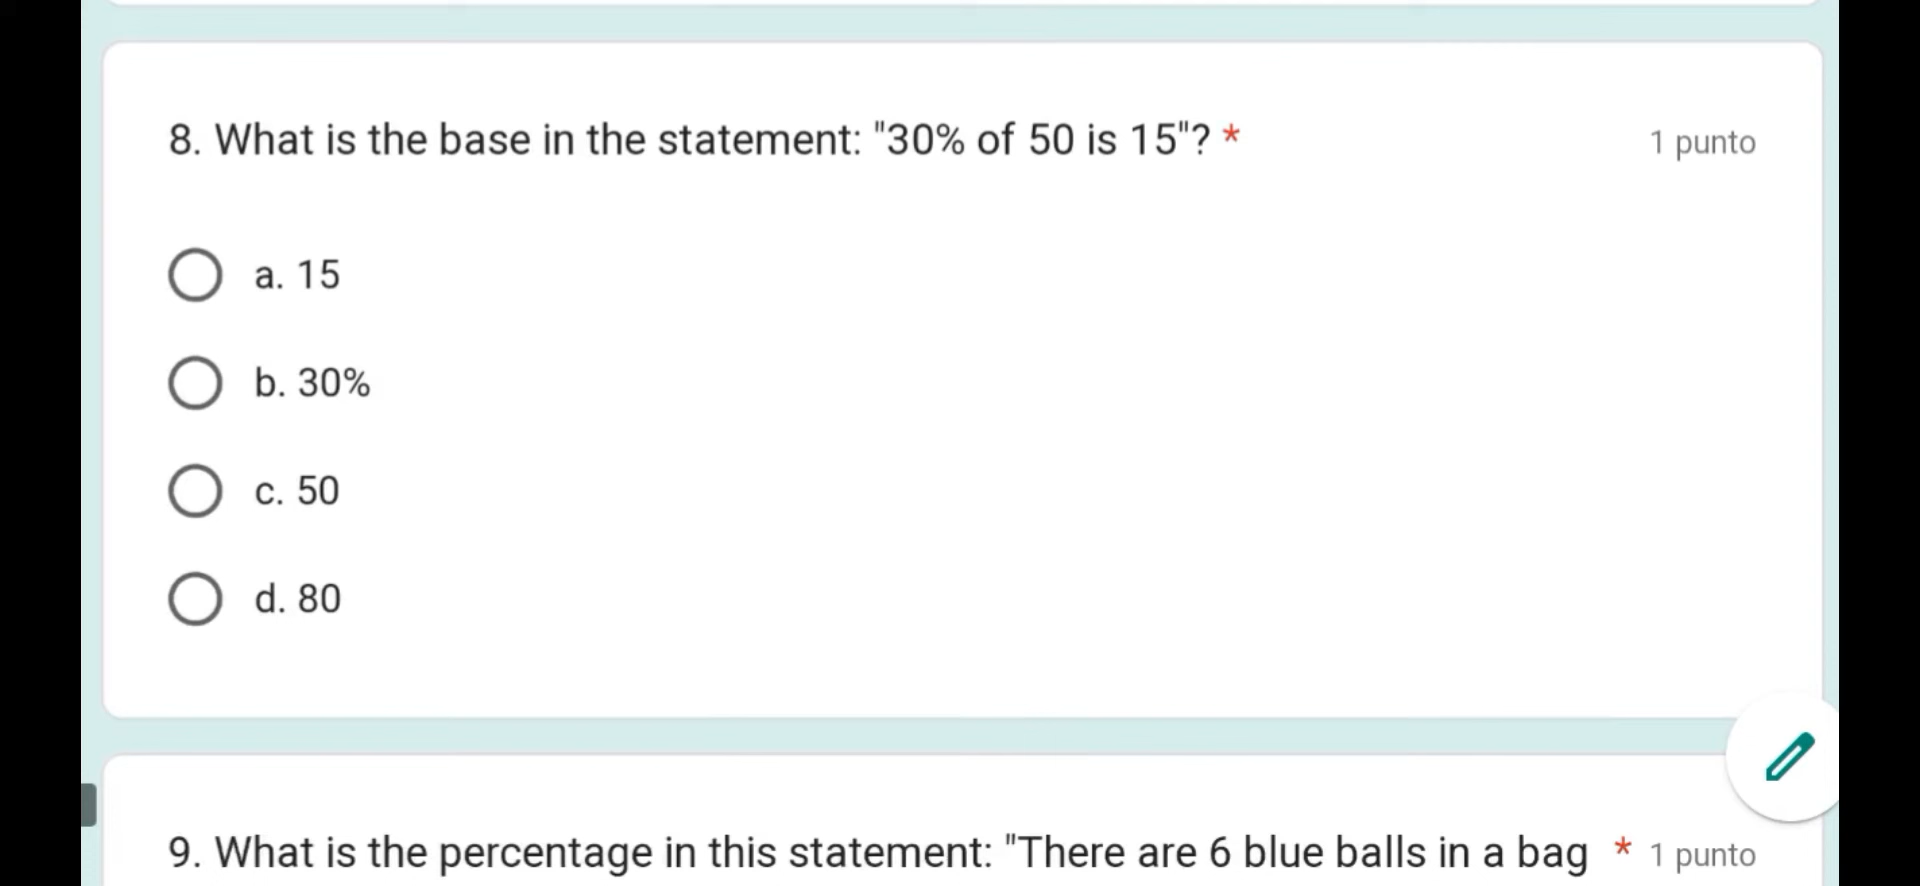 8. What is the base in the statement: "30% of 50 is 15"? * 1 punto
a. 15
b. 30%
c. 50
d. 80
9. What is the percentage in this statement: "There are 6 blue balls in a bag * 1 punto